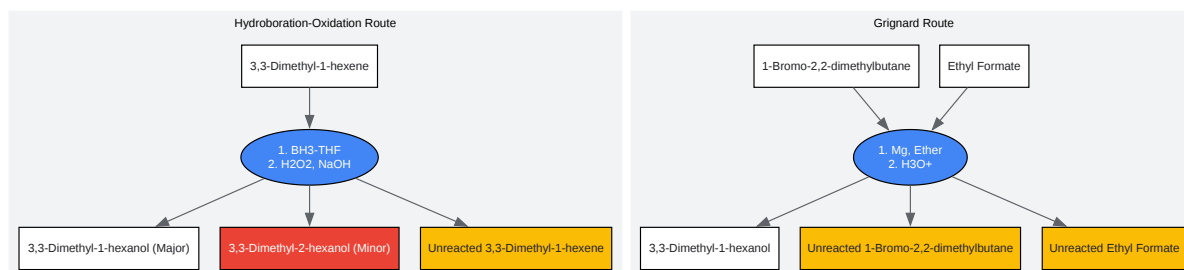 Hydroboration-Oxidation Route
3,3-Dimethyl-1-hexene
1. BH3-THF
2. H2O2, NaOH
3,3-Dimethyl-1-hexanol (Major)
3,3-Dimethyl-2-hexanol (Minor)
Unreacted 3,3-Dimethyl-1-hexene
Grignard Route
1-Bromo-2,2-dimethylbutane
Ethyl Formate
1. Mg, Ether
2. H3O+
3,3-Dimethyl-1-hexanol
Unreacted 1-Bromo-2,2-dimethylbutane
Unreacted Ethyl Formate